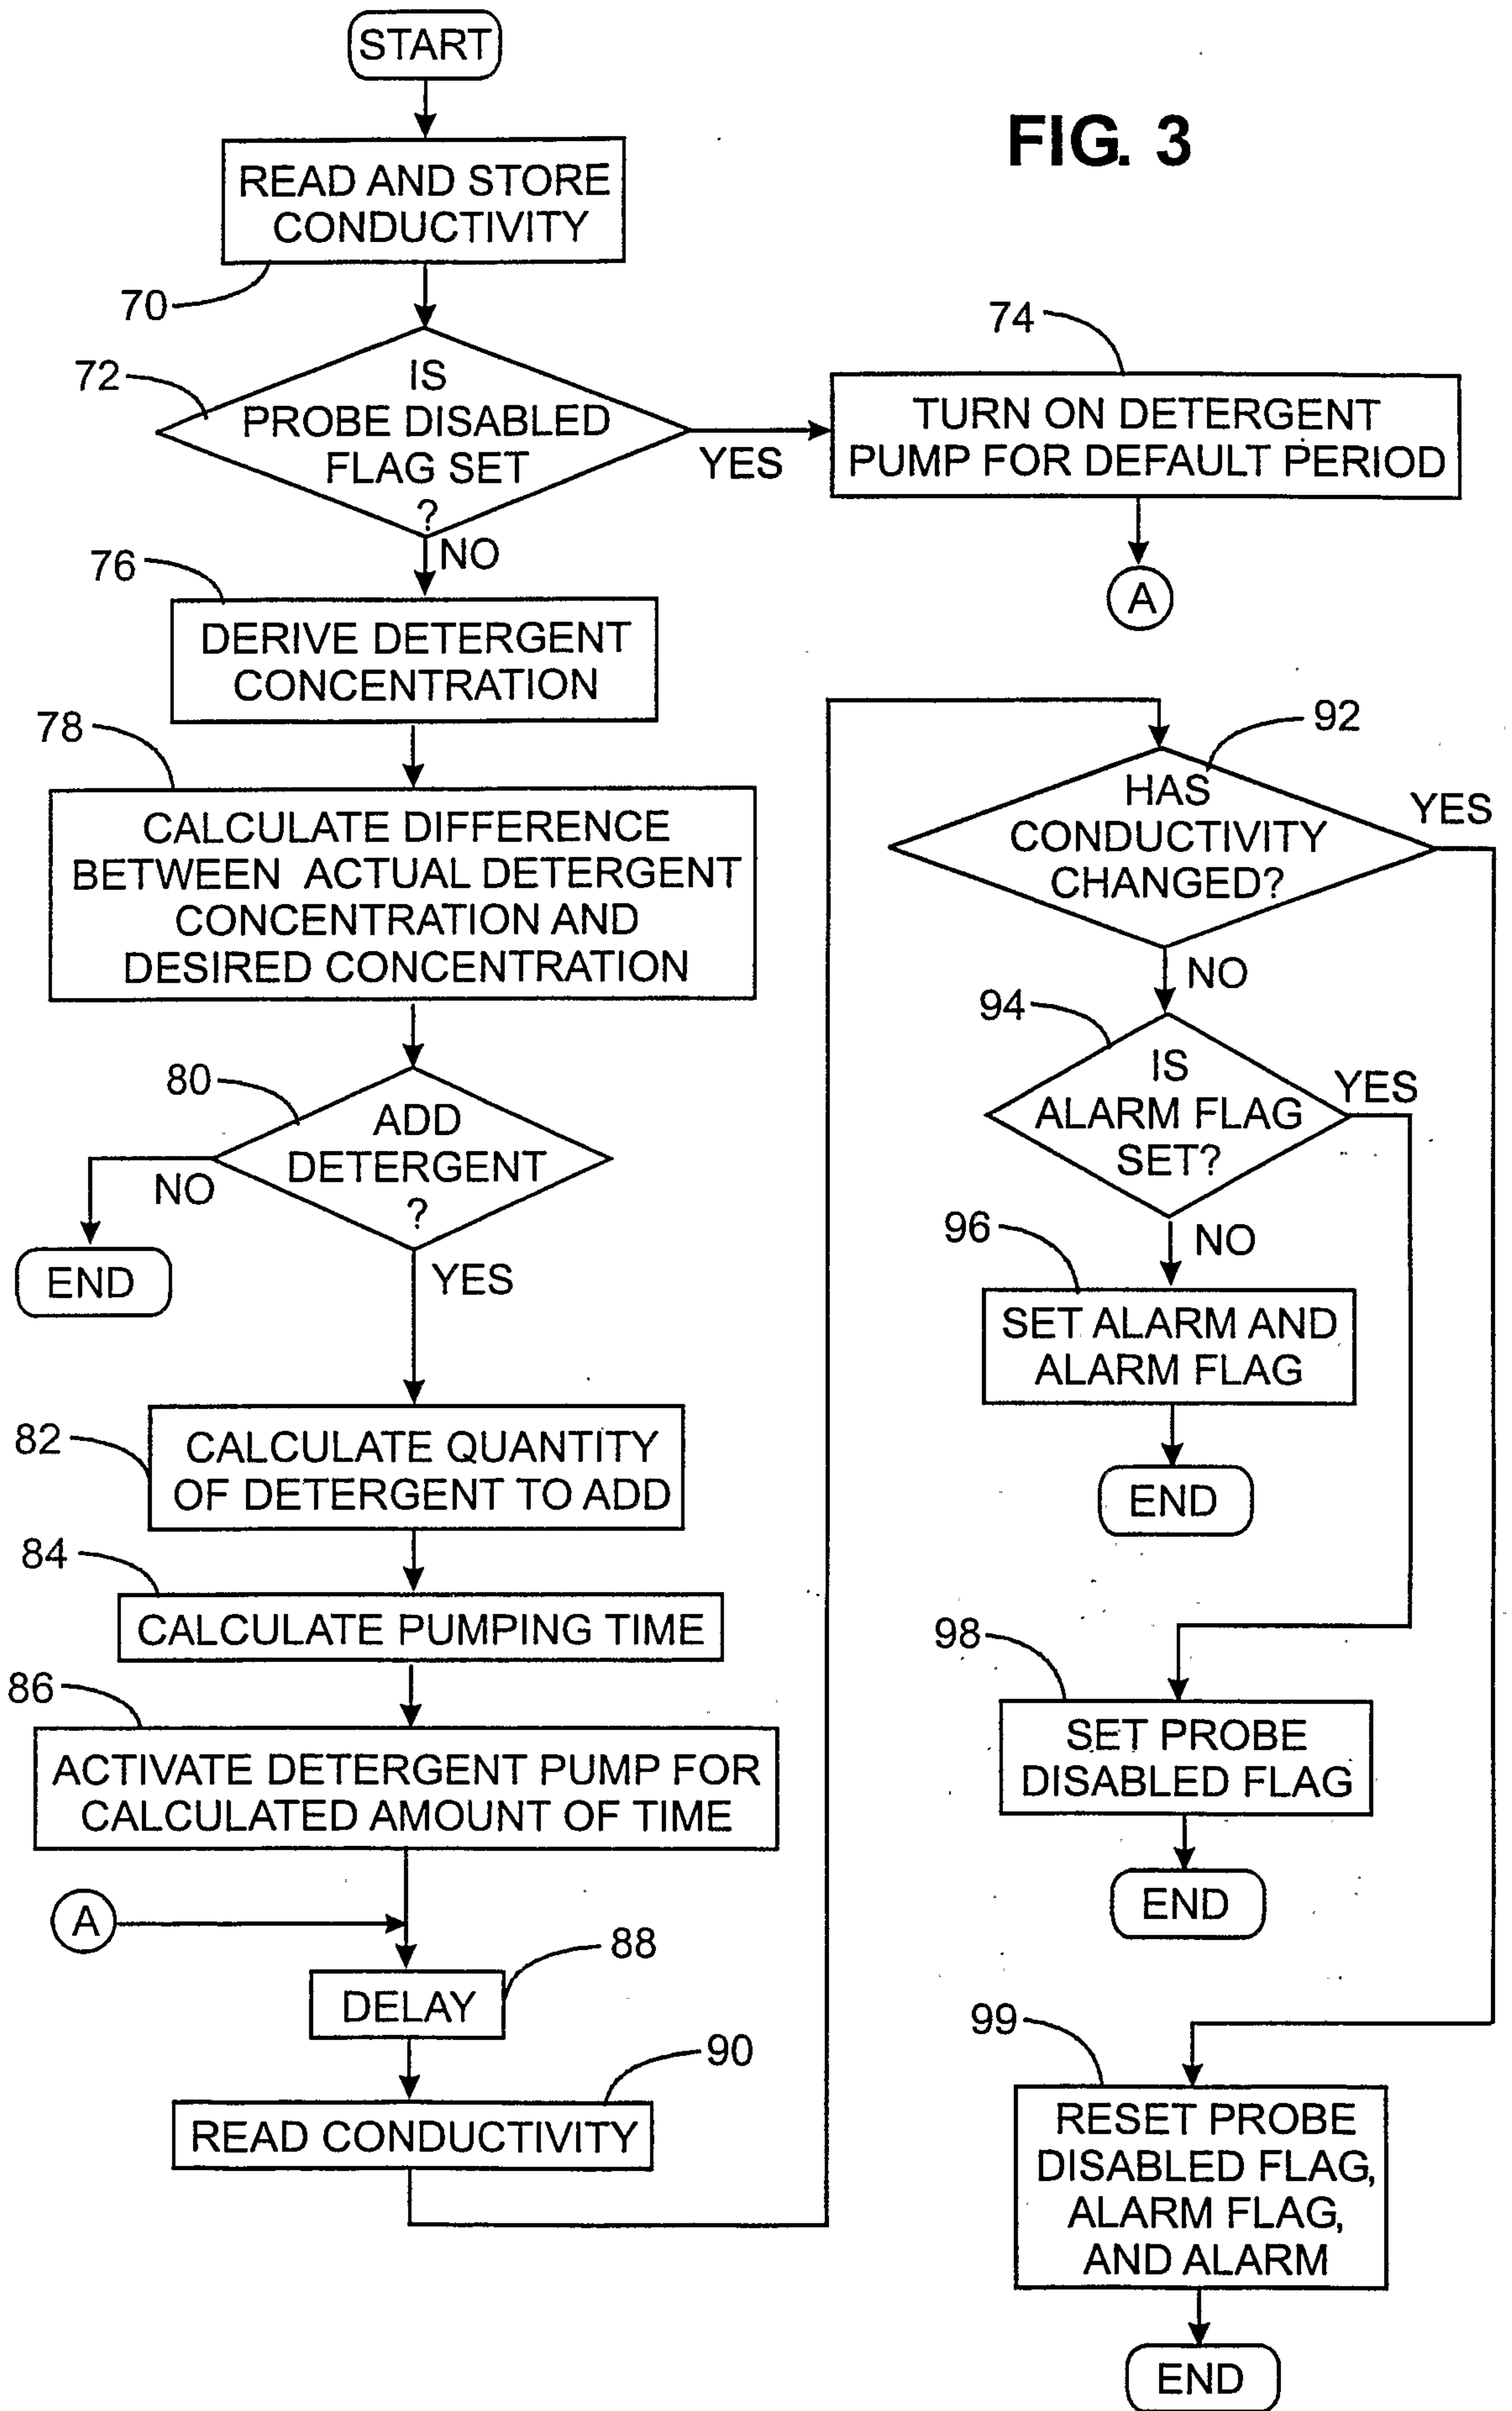 START
FIG. 3
READ AND STORE
CONDUCTIVITY
70
72
IS
PROBE DISABLED
FLAG SET
?
YES
NO
74
TURN ON DETERGENT
PUMP FOR DEFAULT PERIOD
A
76
DERIVE DETERGENT
CONCENTRATION
78
CALCULATE DIFFERENCE
BETWEEN ACTUAL DETERGENT
CONCENTRATION AND
DESIRED CONCENTRATION
80
ADD
DETERGENT
?
NO
END
YES
82
CALCULATE QUANTITY
OF DETERGENT TO ADD
84
CALCULATE PUMPING TIME
86
ACTIVATE DETERGENT PUMP FOR
CALCULATED AMOUNT OF TIME
A
88
DELAY
90
READ CONDUCTIVITY
92
HAS
CONDUCTIVITY
CHANGED?
YES
NO
94
IS
ALARM FLAG
SET?
YES
NO
96
SET ALARM AND
ALARM FLAG
END
98
SET PROBE
DISABLED FLAG
END
99
RESET PROBE
DISABLED FLAG,
ALARM FLAG,
AND ALARM
END